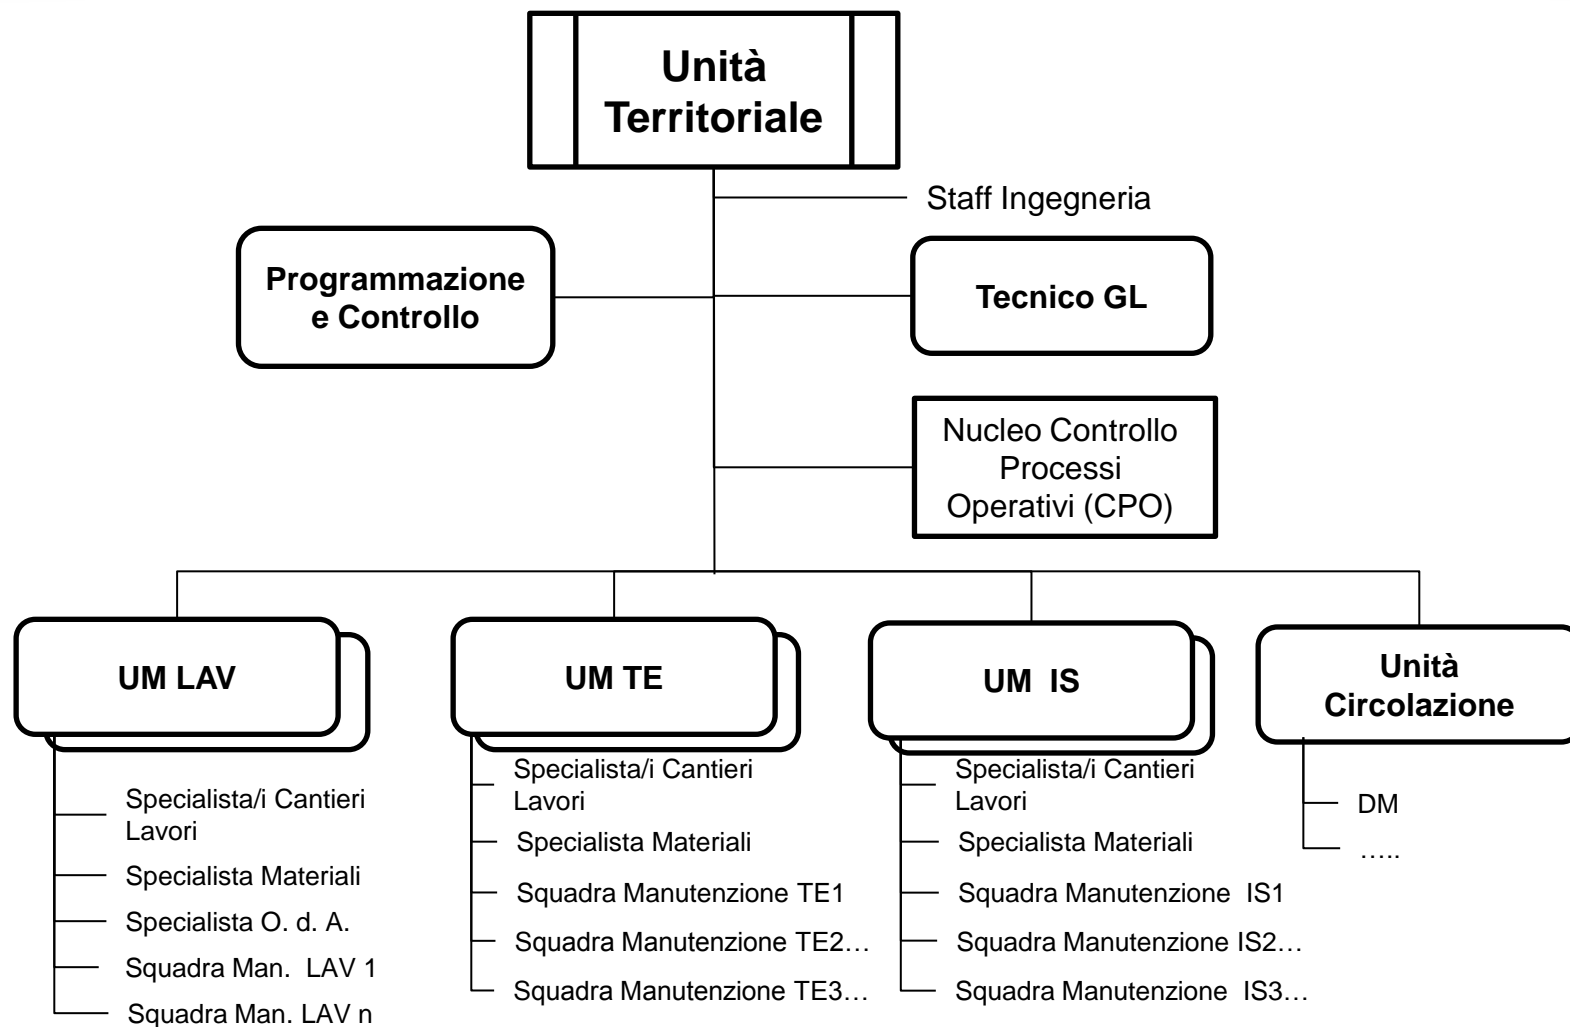 Unità
Territoriale
Staff Ingegneria
Programmazione
e Controllo
Tecnico GL
Nucleo Controllo
Processi
Operativi (CPO)
UM LAV
Specialista/i Cantieri
Lavori
Specialista Materiali
Specialista O. d. A.
Squadra Man.  LAV 1
Squadra Man. LAV n
UM TE
Specialista/i Cantieri
Lavori
Specialista Materiali
Squadra Manutenzione TE1
Squadra Manutenzione TE2…
Squadra Manutenzione TE3…
UM  IS
Specialista/i Cantieri
Lavori
Specialista Materiali
Squadra Manutenzione  IS1
Squadra Manutenzione IS2…
Squadra Manutenzione  IS3…
Unità
Circolazione
DM
…..